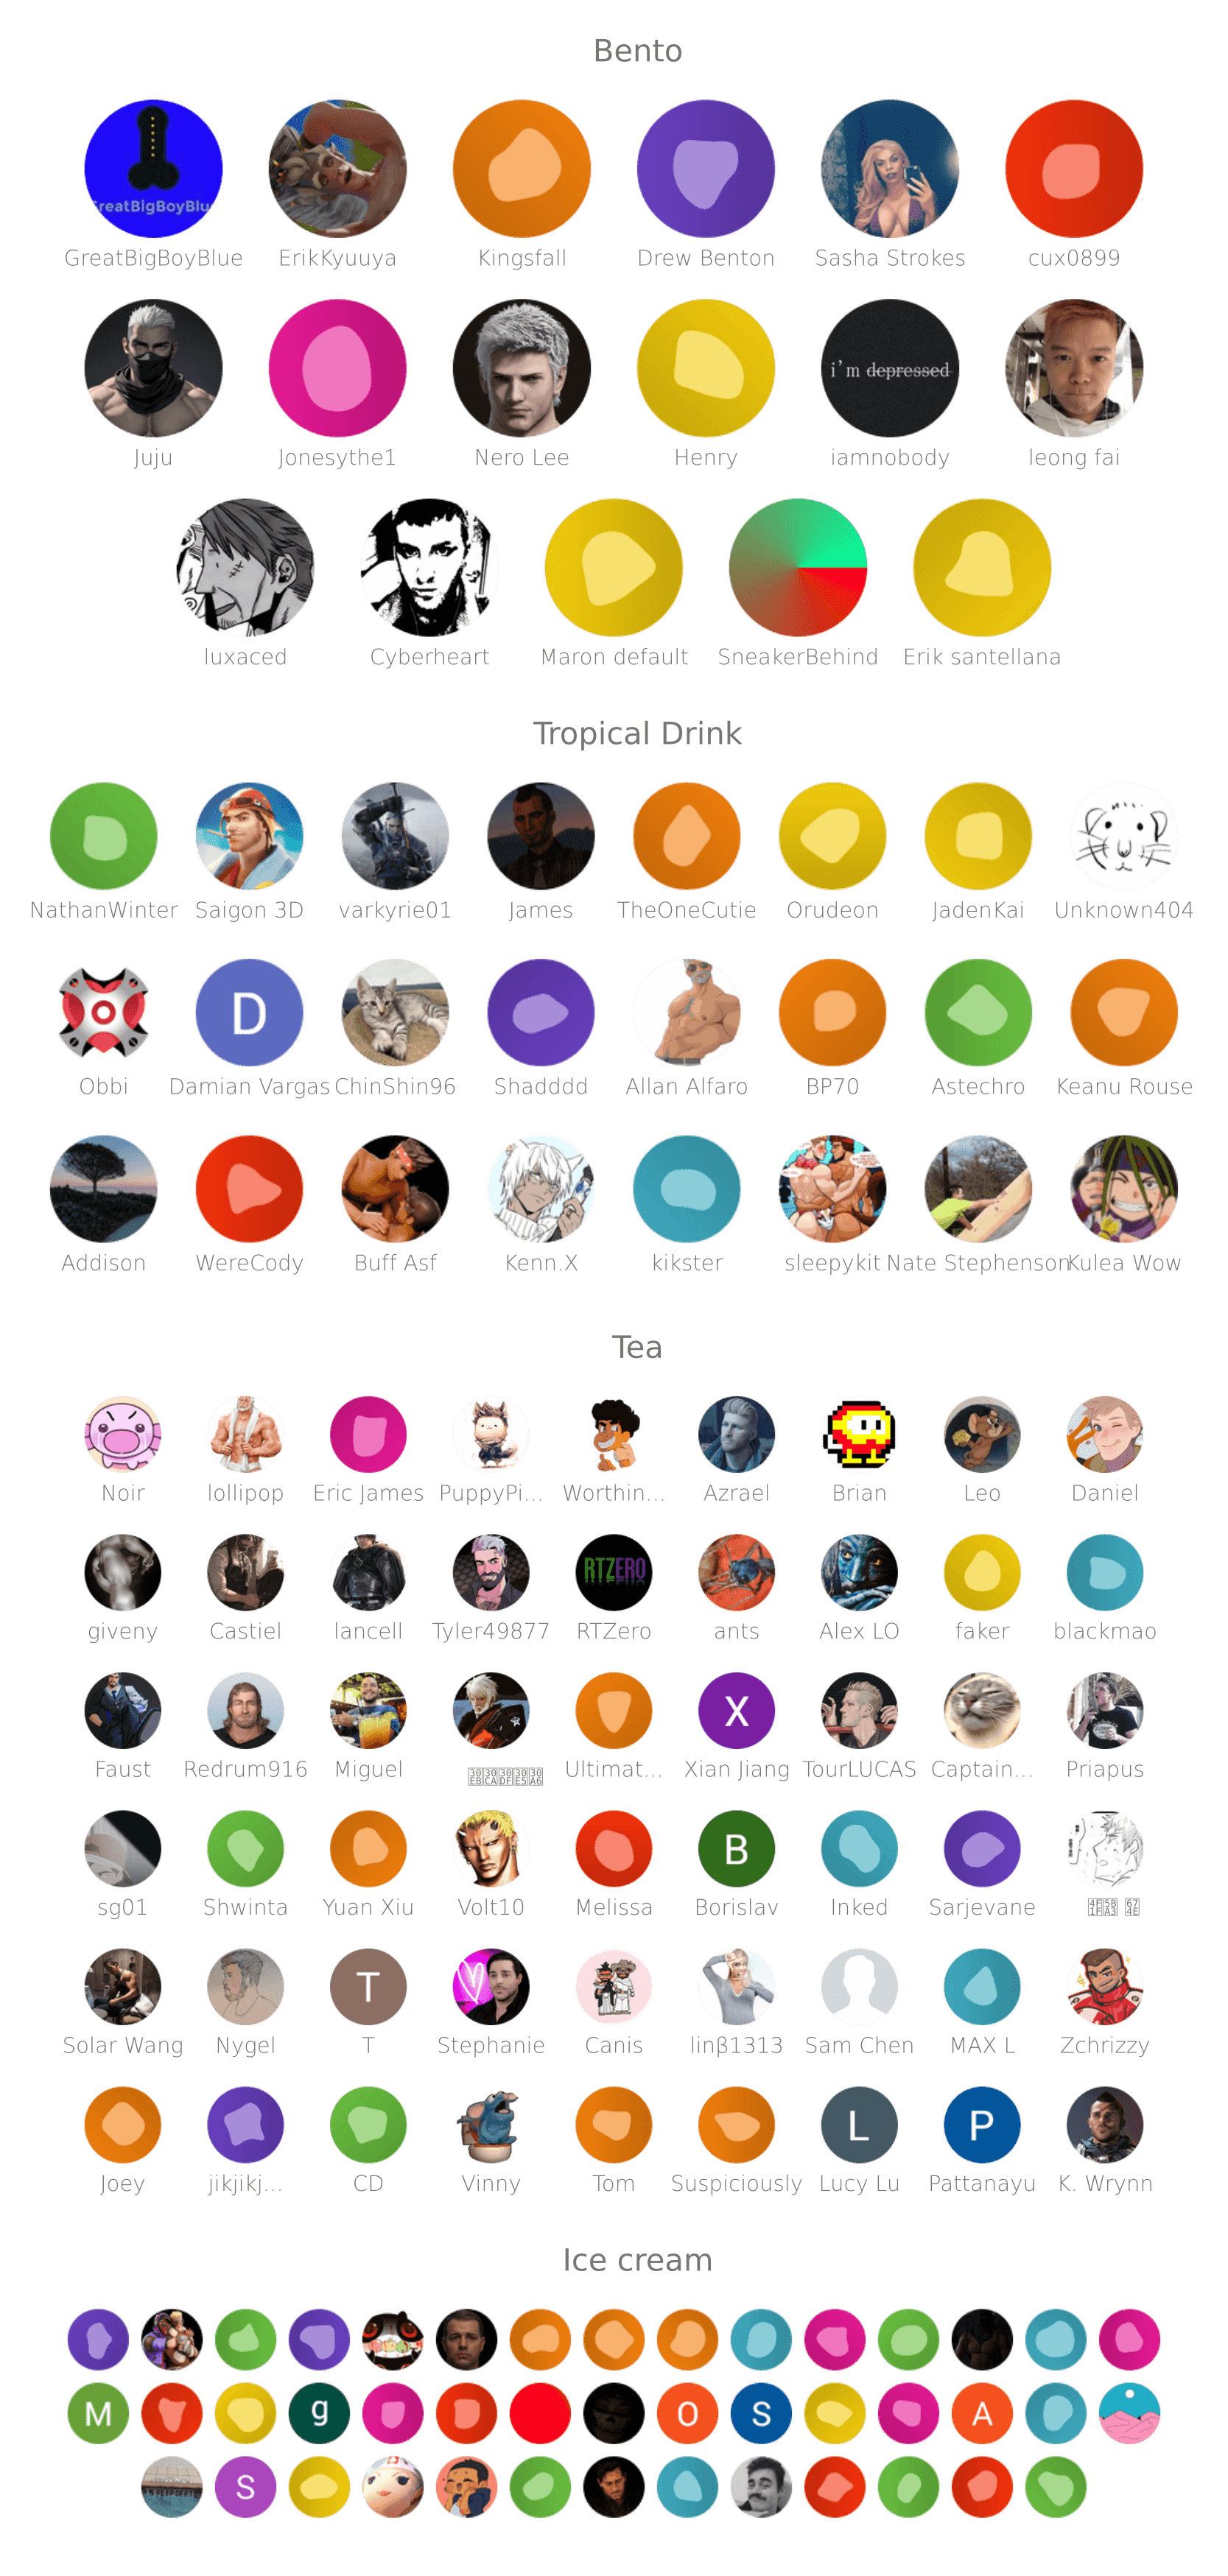 Bento
reatBigBoyBlu
GreatBigBoyBlue ErikKyuuya Kingsfall Drew Benton Sasha Strokes cux0899
i'm depressed
Juju Jonesythe1 Nero Lee Henry iamnobody leong fai
luxaced Cyberheart Maron default SneakerBehind Erik santellana
Tropical Drink
NathanWinter Saigon 3D varkyrie01 James TheOneCutie Orudeon JadenKai Unknown404
D
Obbi Damian Vargas ChinShin96 Shadddd Allan Alfaro BP70 Astechro Keanu Rouse
Addison WereCody Buff Asf Kenn.X kikster sleepykit Nate Stephenson Kulea Wow
Tea
Noir lollipop Eric James PuppyPi... Worthin... Azrael Brian Leo Daniel
RTZERO
giveny Castiel lancell Tyler49877 RTZero ants Alex LO faker blackmao
X
Faust Redrum916 Miguel Ultimat... Xian Jiang TourLUCAS Captain... Priapus
B
sg01 Shwinta Yuan Xiu Volt10 Melissa Borislav Inked Sarjevane
T
Solar Wang Nygel T Stephanie Canis linβ1313 Sam Chen MAX L Zchrizzy
L P
Joey jikjikj... CD Vinny Tom Suspiciously Lucy Lu Pattanayu K. Wrynn
Ice cream
M g O S A
S